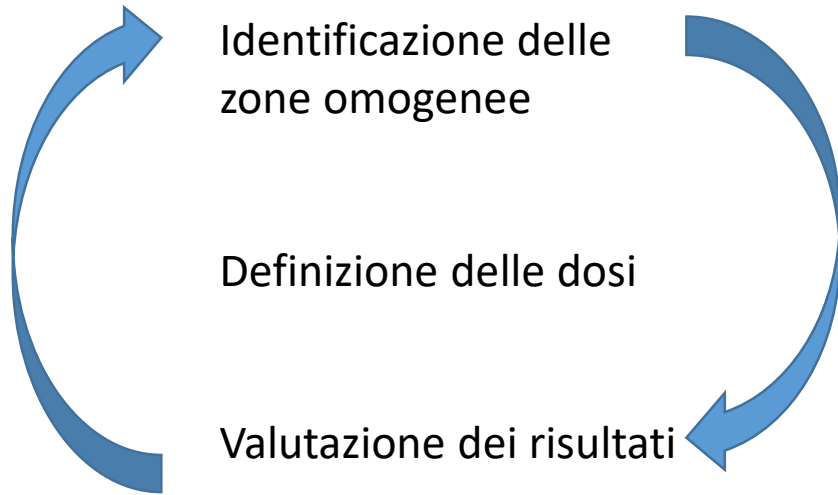 Identificazione delle
zone omogenee
Definizione delle dosi
Valutazione dei risultati